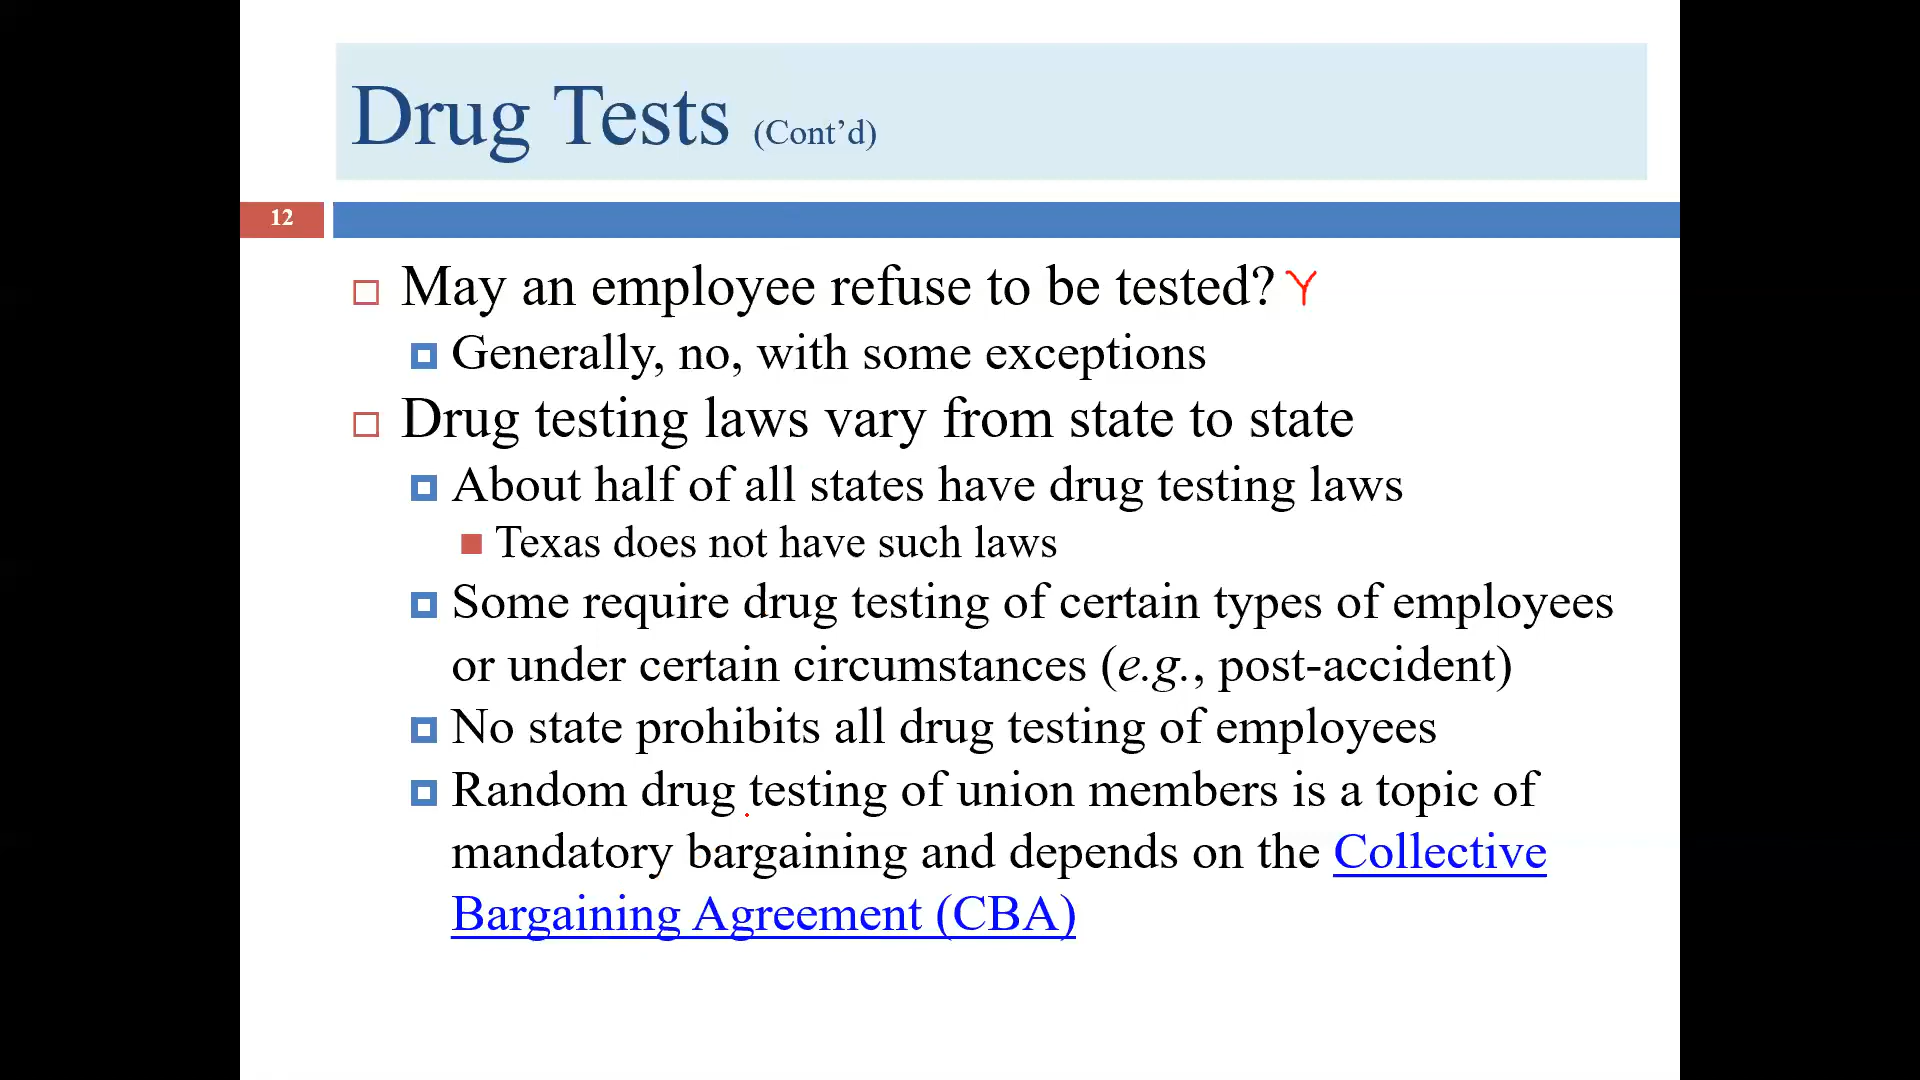 Drug Tests (Cont’d)
12
May an employee refuse to be tested? Y
Generally, no, with some exceptions
Drug testing laws vary from state to state
About half of all states have drug testing laws
Texas does not have such laws
Some require drug testing of certain types of employees
or under certain circumstances (e.g., post-accident)
No state prohibits all drug testing of employees
Random drug testing of union members is a topic of
mandatory bargaining and depends on the Collective
Bargaining Agreement (CBA)